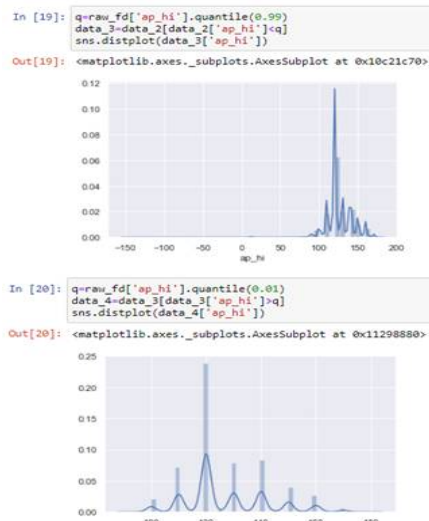 In [19]: q=raw_fd['ap_hi'].quantile(0.99)
data_3=data_2[data_2['ap_hi']<q]
sns.distplot(data_3['ap_hi'])
Out[19]: <matplotlib.axes._subplots.AxesSubplot at 0x10c21c70>
0.12
0.10
0.08
0.06
0.04
0.02
0.00
−150 −100 −50 0 50 100 150 200
ap_hi
In [20]: q=raw_fd['ap_hi'].quantile(0.01)
data_4=data_3[data_3['ap_hi']>q]
sns.distplot(data_4['ap_hi'])
Out[20]: <matplotlib.axes._subplots.AxesSubplot at 0x11298880>
0.25
0.20
0.15
0.10
0.05
0.00